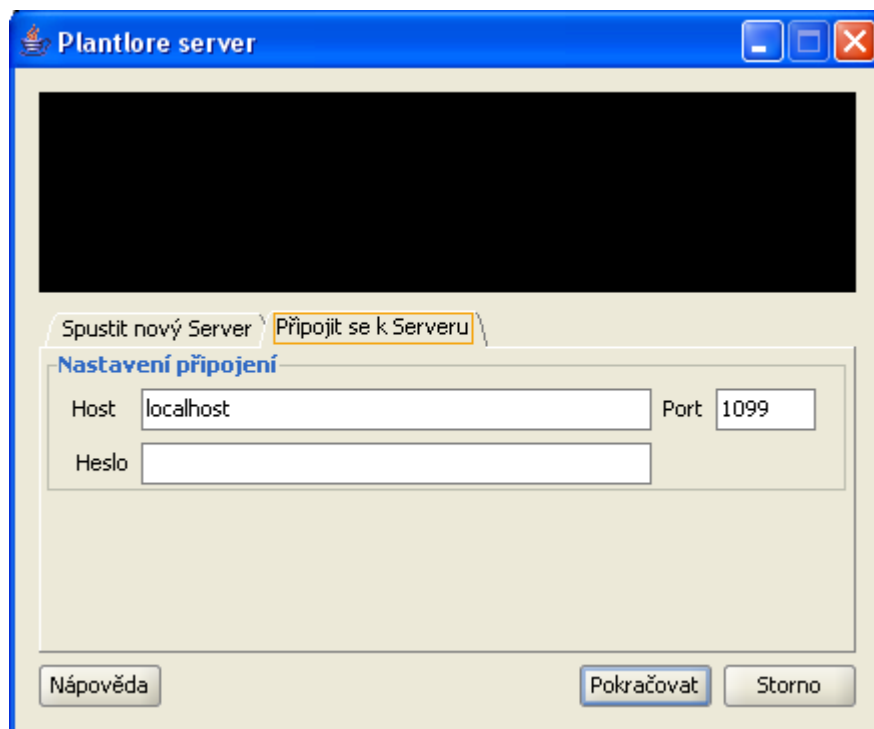 Plantlore server
Spustit nový Server Připojit se k Serveru
Nastavení připojení
Host localhost Port 1099
Heslo
Nápověda Pokračovat Storno